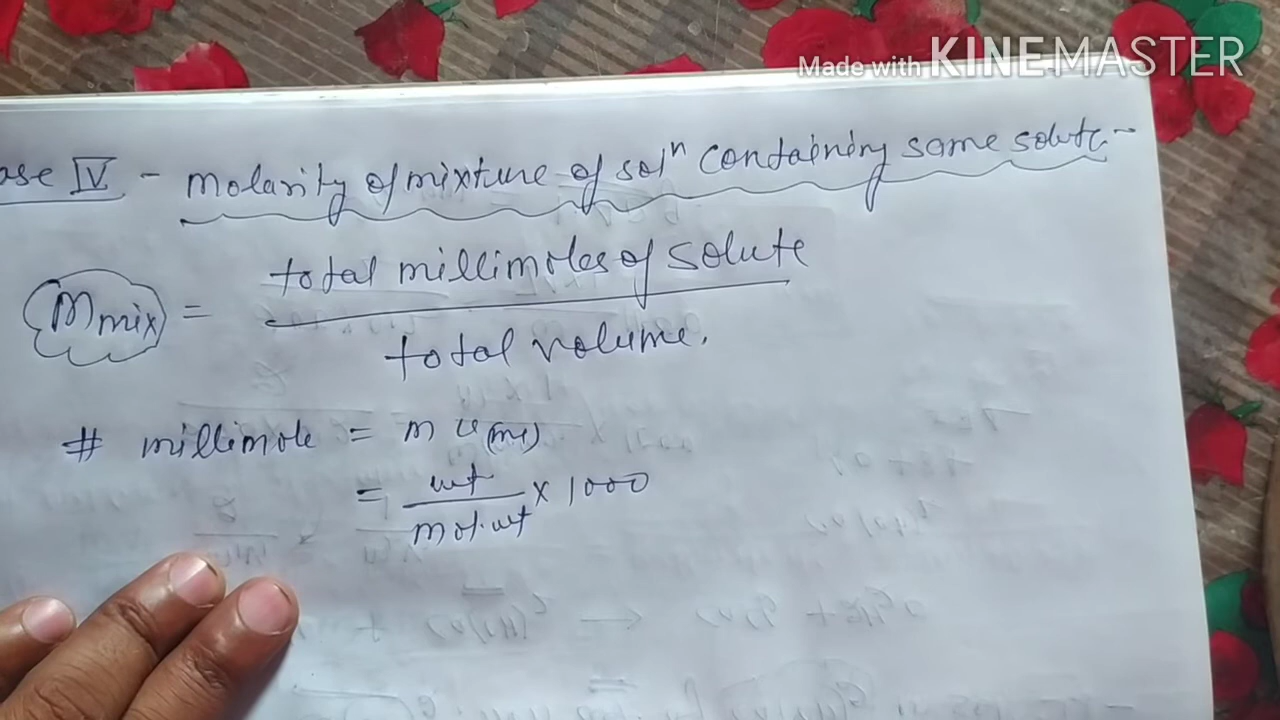 Made with KINEMASTER
ase IV - molarity of mixture of solⁿ containing same solute-
Mmix = total millimoles of solute
total volume.
# millimole = M V(ml)
= wt
mol.wt × 1000